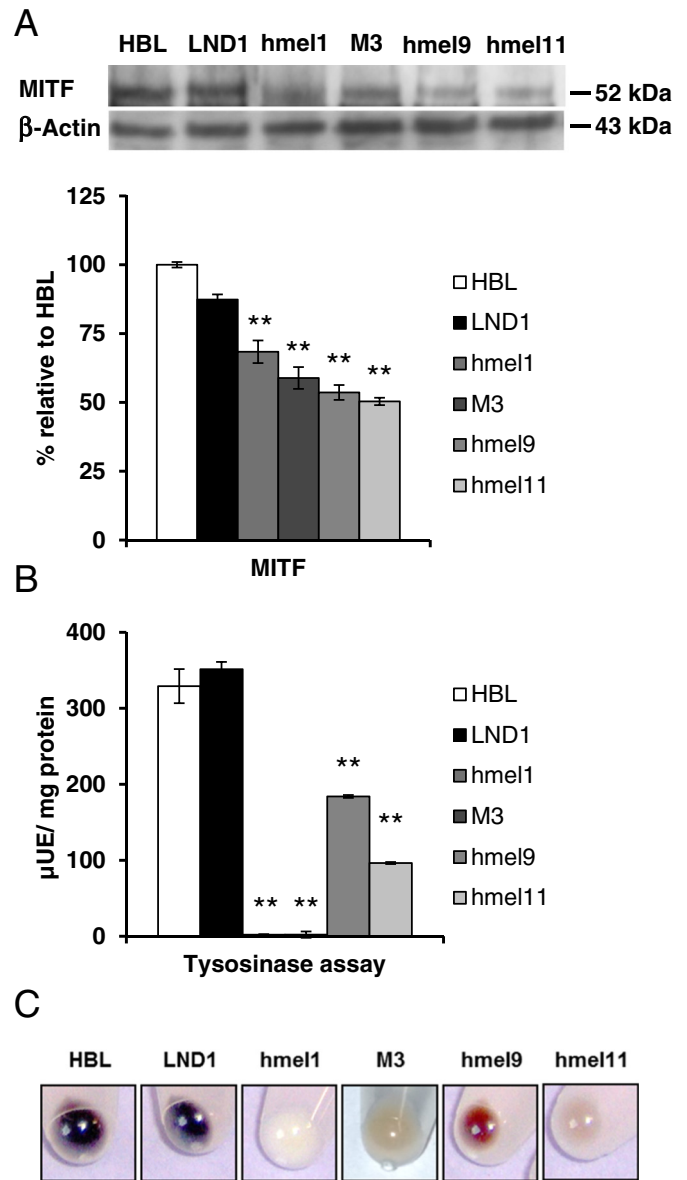 A
HBL LND1 hmel1 M3 hmel9 hmel11
MITF
52 kDa
β-Actin
43 kDa
125
100
75
50
25
0
% relative to HBL
** ** ** **
MITF
HBL
LND1
hmel1
M3
hmel9
hmel11
B
400
300
200
100
0
µUE/ mg protein
** ** ** **
Tysosinase assay
HBL
LND1
hmel1
M3
hmel9
hmel11
C
HBL LND1 hmel1 M3 hmel9 hmel11